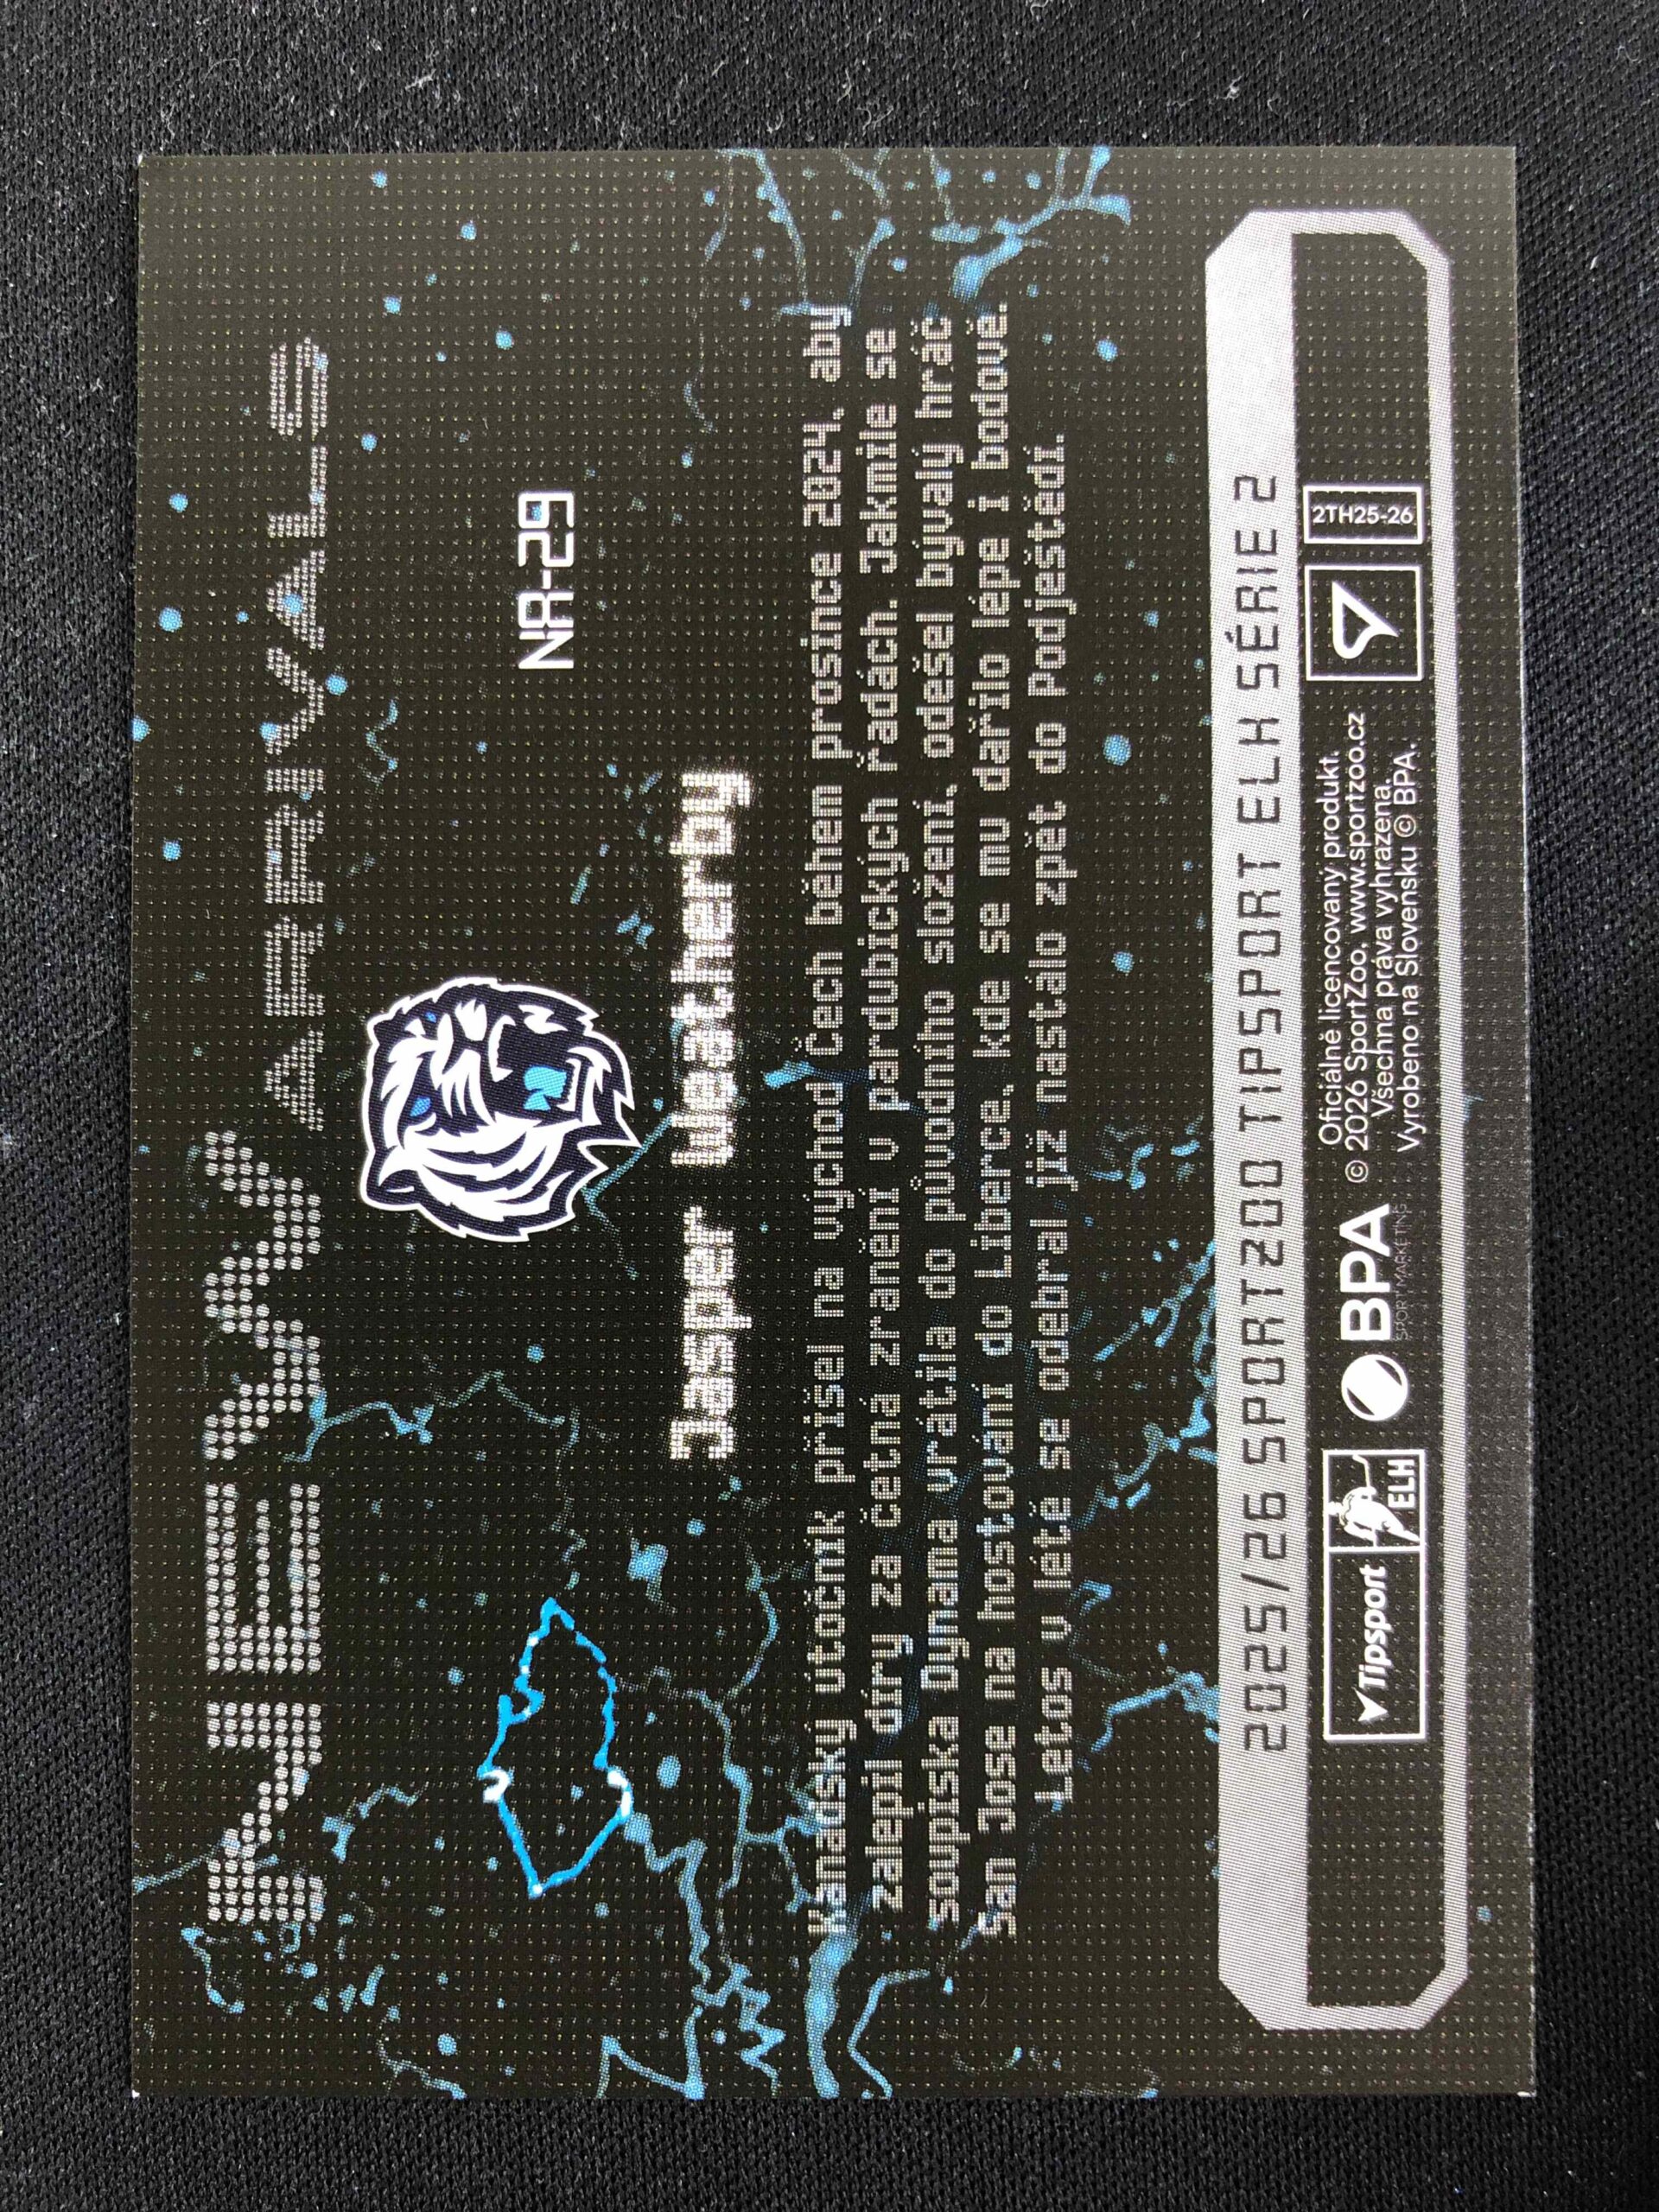 NEW ARRIVALS
NA-29
Jasper Weatherby
Kanadský útočník přišel na východ Čech během prosince 2024, aby
zalepil díry za četná zranění v pardubických řadách. Jakmile se
soupiska Dynama vrátila do původního složení, odešel bývalý hráč
San Jose na hostování do Liberce, kde se mu dařilo lépe i bodově.
Letos v létě se odebral již nastálo zpět do Podještědí.
2025/26 SPORTZOO TIPSPORT ELH SÉRIE 2
Tipsport ELH
BPA
SPORT MARKETING
Oficiálně licencovaný produkt.
© 2026 SportZoo. www.sportzoo.cz
Všechna práva vyhrazena.
Vyrobeno na Slovensku © BPA.
2TH25-26